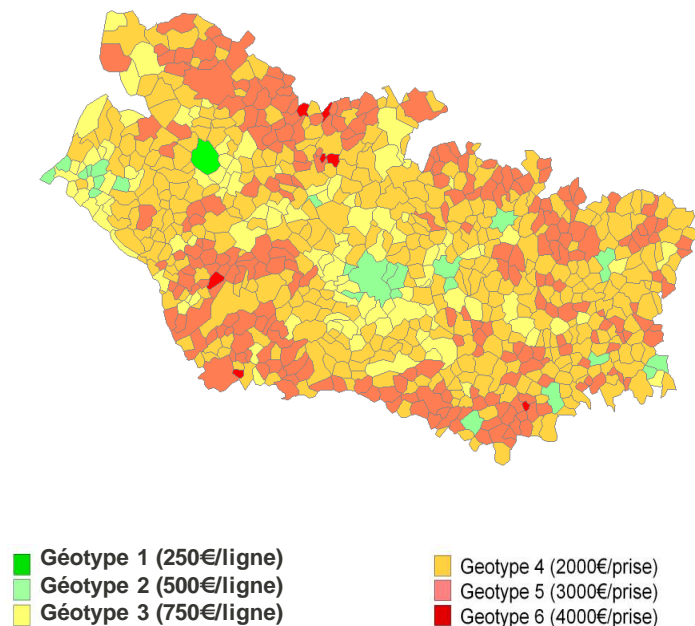 Géotype 1 (250€/ligne)
Géotype 2 (500€/ligne)
Géotype 3 (750€/ligne)
Geotype 4 (2000€/prise)
Geotype 5 (3000€/prise)
Geotype 6 (4000€/prise)